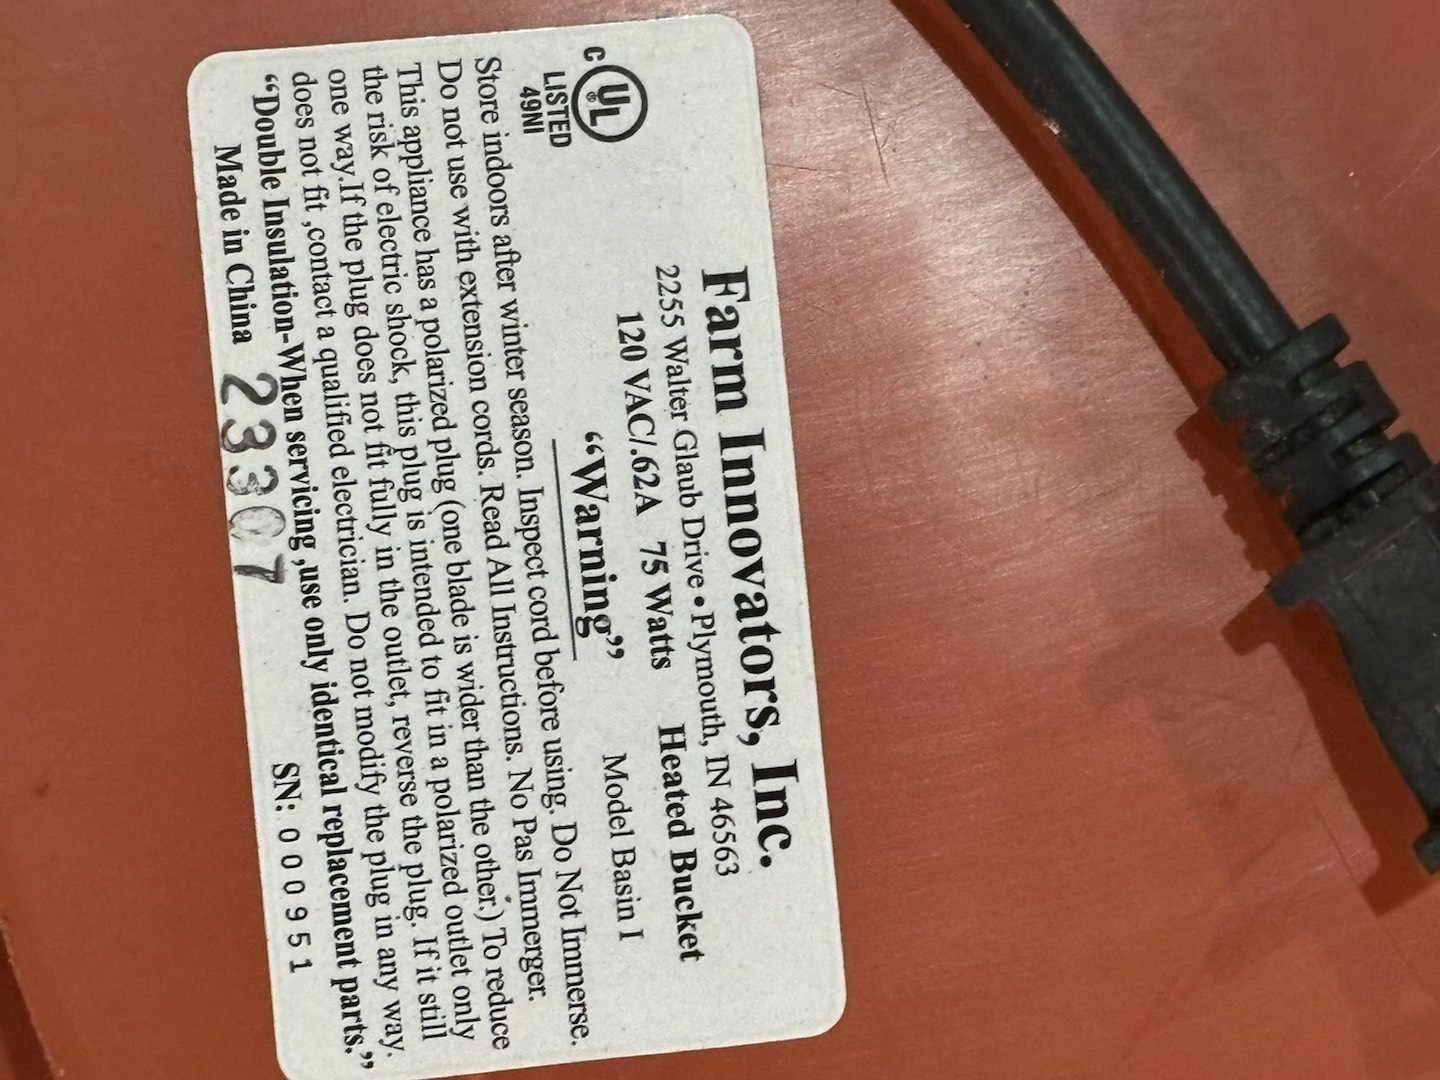 Farm Innovators, Inc.
2255 Walter Glaub Drive • Plymouth, IN 46563
120 VAC/.62A 75 Watts Heated Bucket
Model Basin I
C UL ®
LISTED
49NI
“Warning”
Store indoors after winter season. Inspect cord before using. Do Not Immerse.
Do not use with extension cords. Read All Instructions. No Pas Immerger.
This appliance has a polarized plug (one blade is wider than the other.) To reduce
the risk of electric shock, this plug is intended to fit in a polarized outlet only
one way.If the plug does not fit fully in the outlet, reverse the plug. If it still
does not fit ,contact a qualified electrician. Do not modify the plug in any way.
“Double Insulation-When servicing ,use only identical replacement parts.”
Made in China 23307 SN: 000951